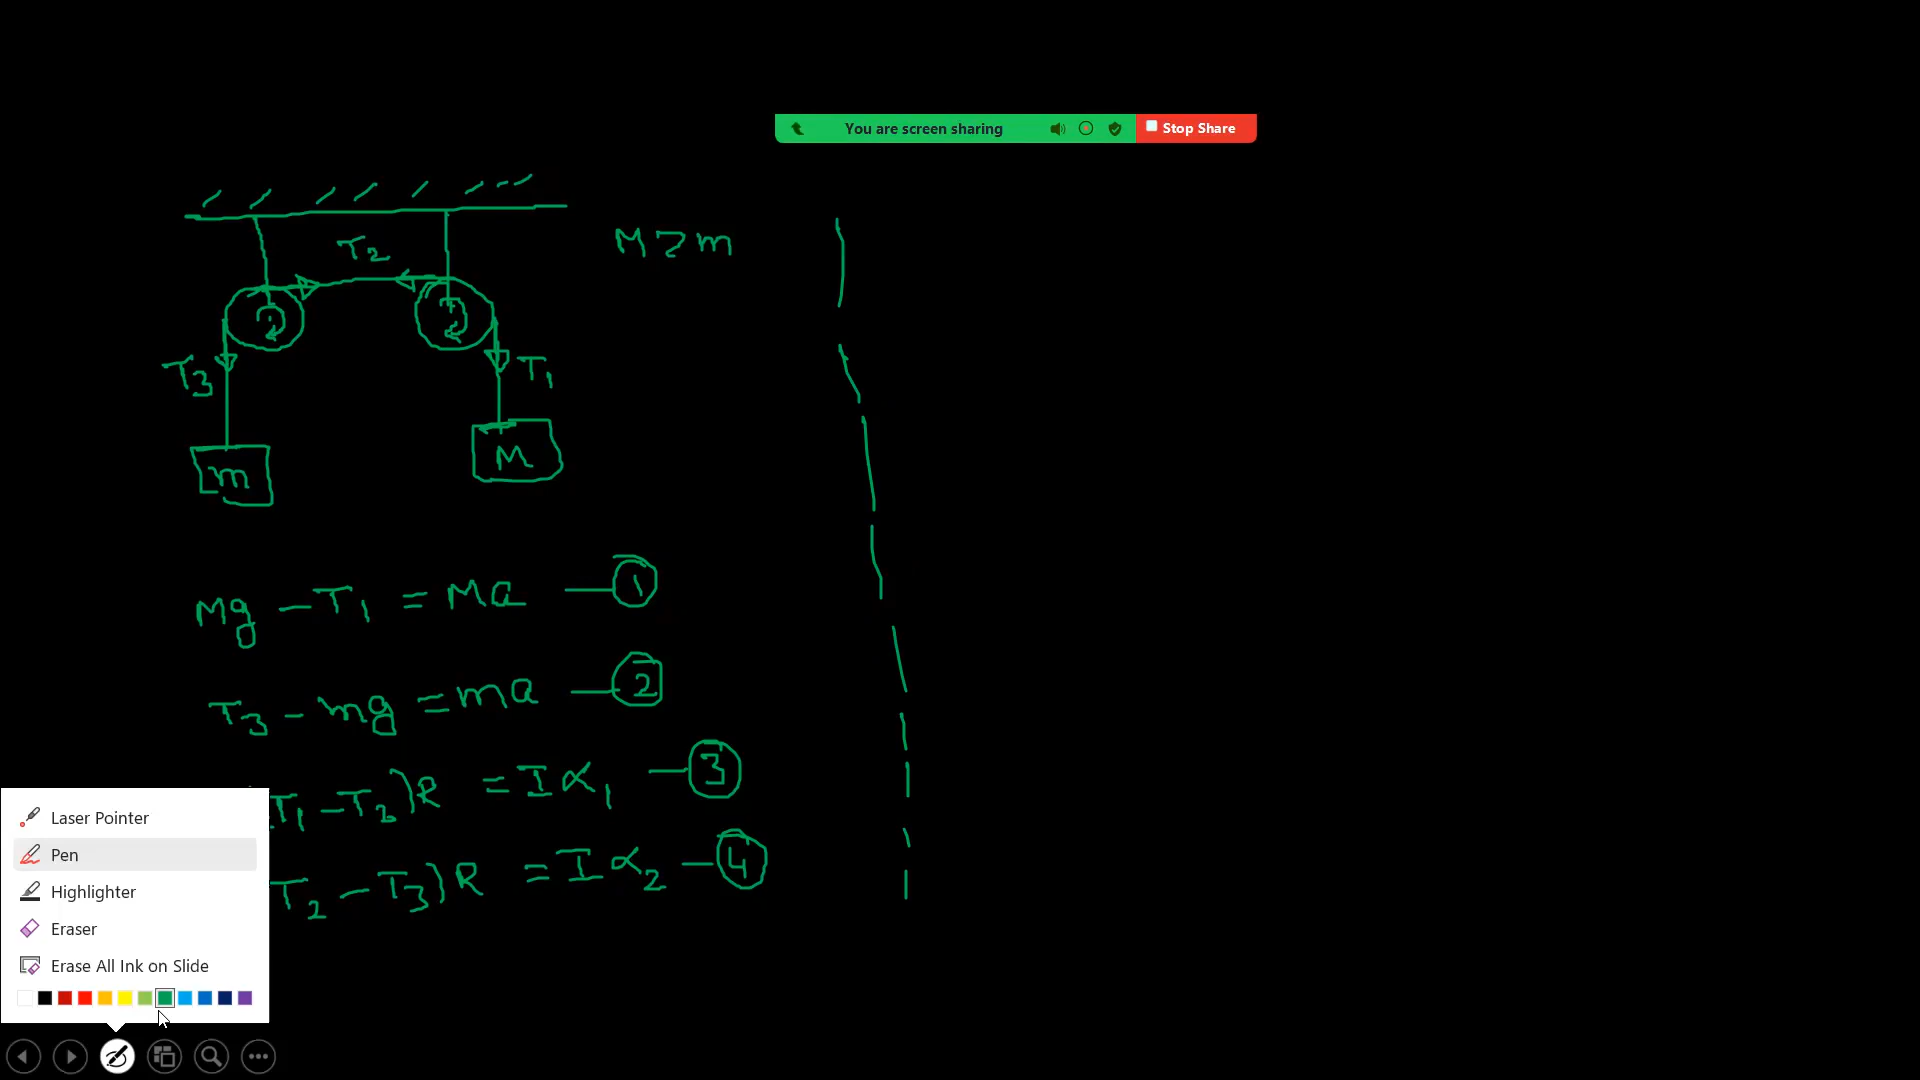 You are screen sharing
Stop Share
M > m
T2
T3
T1
m
M
Mg - T1 = Ma — 1
T3 - mg = ma — 2
T1 - T2)R = Iα1 — 3
T2 - T3)R = Iα2 — 4
Laser Pointer
Pen
Highlighter
Eraser
Erase All Ink on Slide